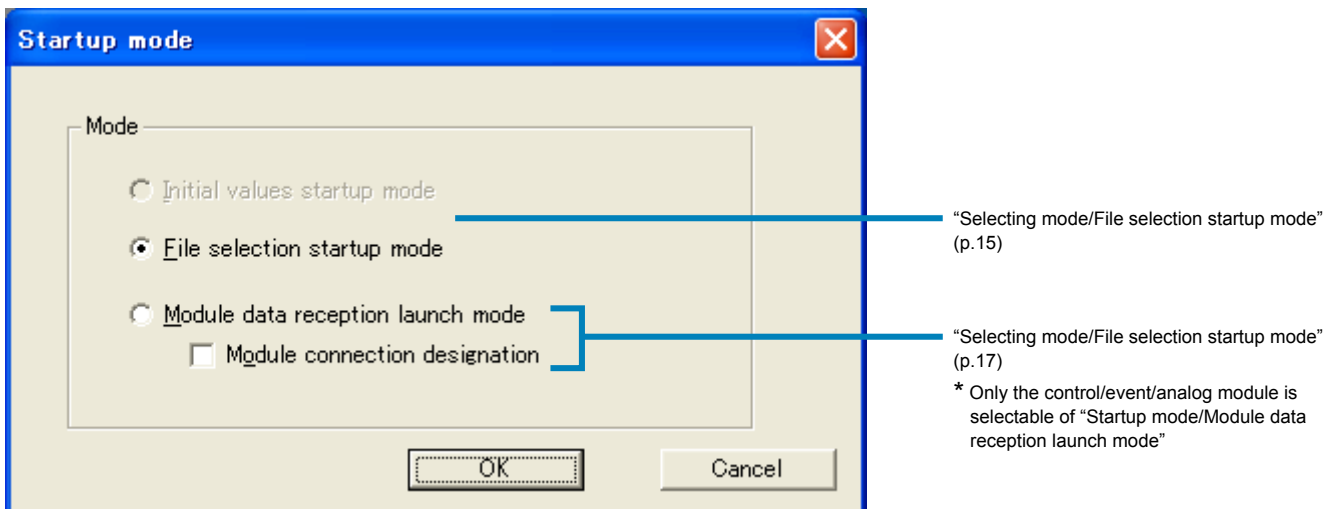 Startup mode
Mode
Initial values startup mode
File selection startup mode
Module data reception launch mode
Module connection designation
OK
Cancel
“Selecting mode/File selection startup mode”
(p.15)
“Selecting mode/File selection startup mode”
(p.17)
* Only the control/event/analog module is
selectable of “Startup mode/Module data
reception launch mode”